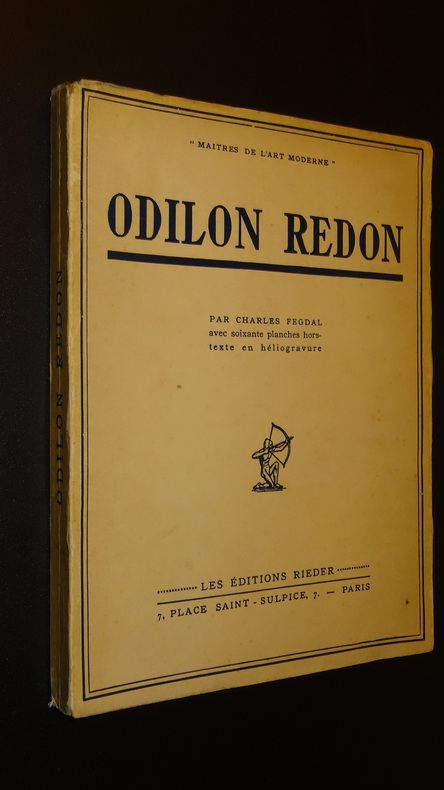 " MAITRES DE L'ART MODERNE "
ODILON REDON
PAR CHARLES FEGDAL
avec soixante planches hors-
texte en héliogravure
LES ÉDITIONS RIEDER
7, PLACE SAINT-SULPICE, 7. — PARIS
ODILON REDON